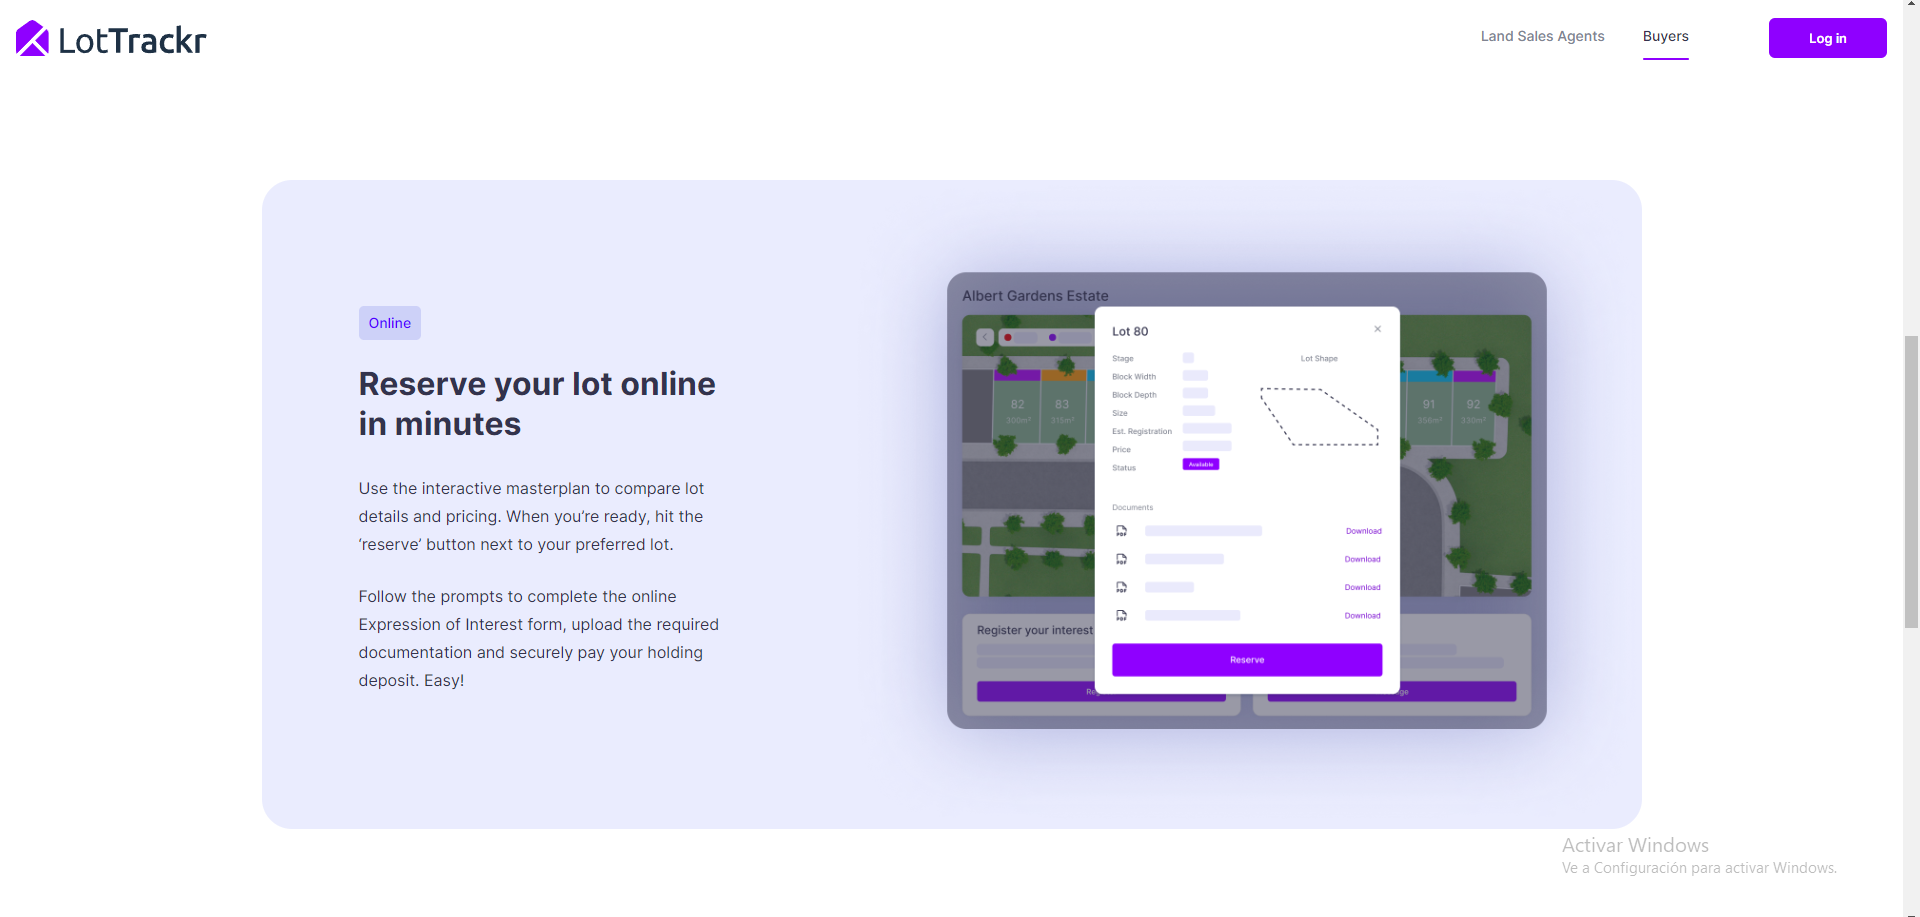 LotTrackr
Land Sales Agents
Buyers
Log in
Online
Reserve your lot online
in minutes
Use the interactive masterplan to compare lot
details and pricing. When you’re ready, hit the
‘reserve’ button next to your preferred lot.
Follow the prompts to complete the online
Expression of Interest form, upload the required
documentation and securely pay your holding
deposit. Easy!
Albert Gardens Estate
82
300m²
83
315m²
91
356m²
92
330m²
Lot 80
Stage
Block Width
Block Depth
Size
Est. Registration
Price
Status
Available
Lot Shape
Documents
PDF
Download
PDF
Download
PDF
Download
PDF
Download
Reserve
Register your interest
Activar Windows
Ve a Configuración para activar Windows.